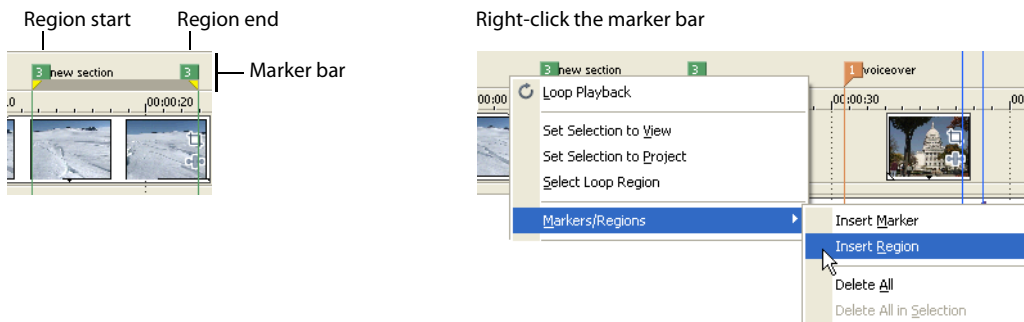 Region start
Region end
Marker bar
3 new section
3
.0
00:00:20
Right-click the marker bar
3 new section
3
1 voiceover
00:00
00:00:30
00
Loop Playback
Set Selection to View
Set Selection to Project
Select Loop Region
Markers/Regions
Insert Marker
Insert Region
Delete All
Delete All in Selection